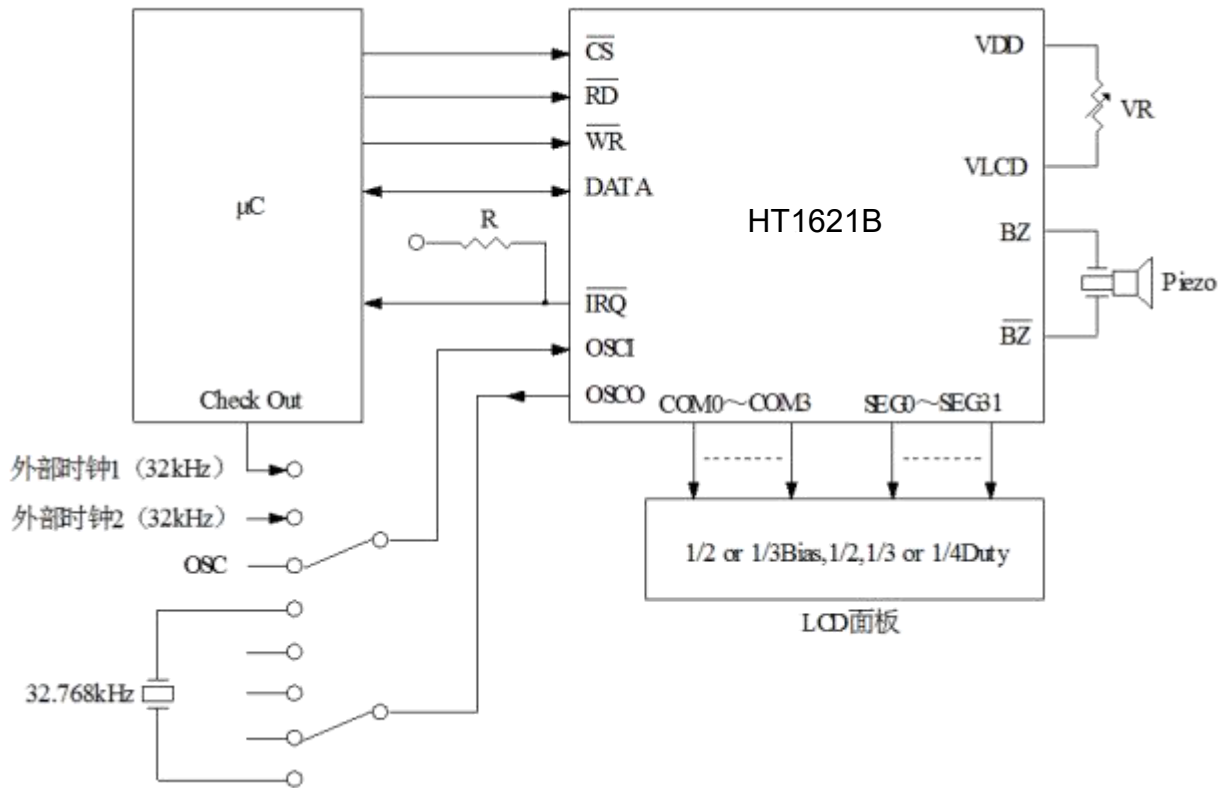 μC
Check Out
CS
RD
WR
DATA
R
IRQ
OSCI
OSCO
HT1621B
VDD
VR
VLCD
BZ
Piezo
BZ
COM0～COM3
SEG0～SEG31
外部时钟1（32kHz）
外部时钟2（32kHz）
OSC
32.768kHz
1/2 or 1/3Bias,1/2,1/3 or 1/4Duty
LCD面板